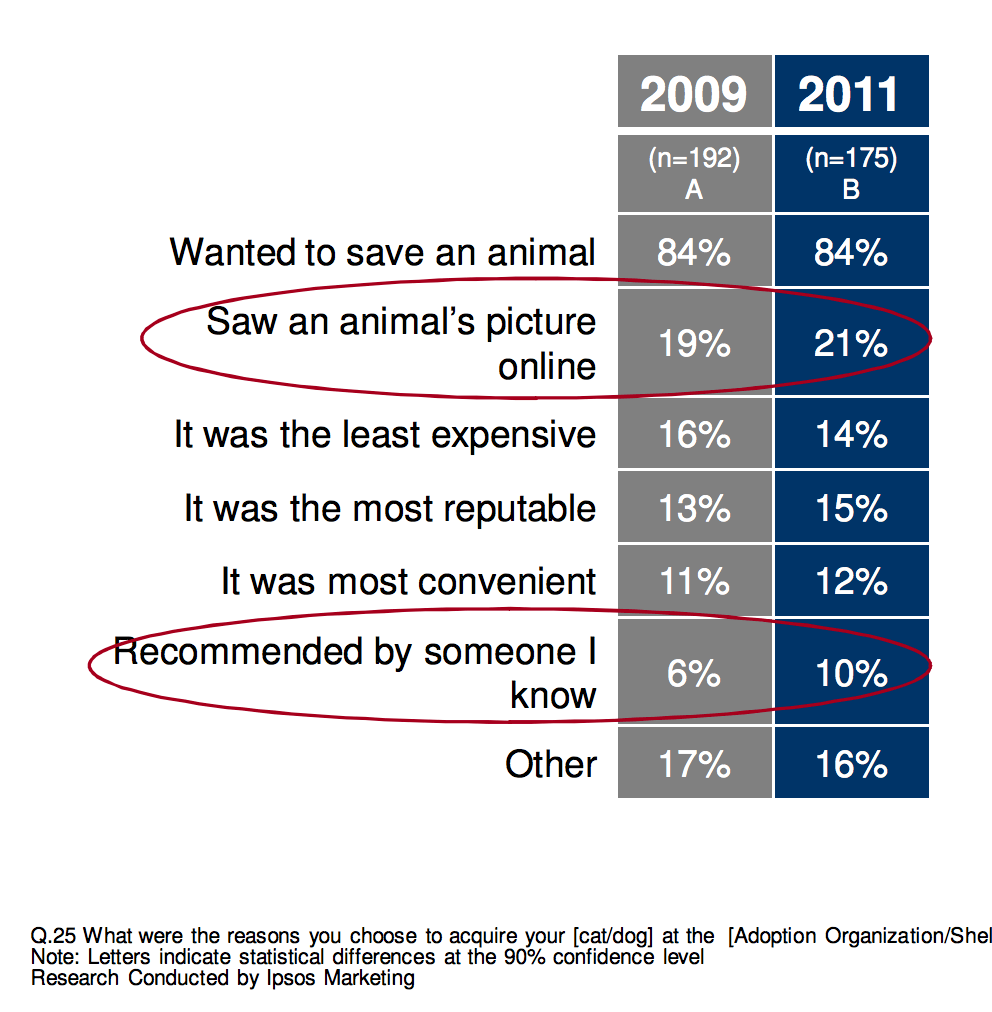 2009 2011
(n=192) (n=175)
A B
Wanted to save an animal 84% 84%
Saw an animal's picture
online 19% 21%
It was the least expensive 16% 14%
It was the most reputable 13% 15%
It was most convenient 11% 12%
Recommended by someone I
know 6% 10%
Other 17% 16%
Q.25 What were the reasons you choose to acquire your [cat/dog] at the [Adoption Organization/Shel
Note: Letters indicate statistical differences at the 90% confidence level
Research Conducted by Ipsos Marketing